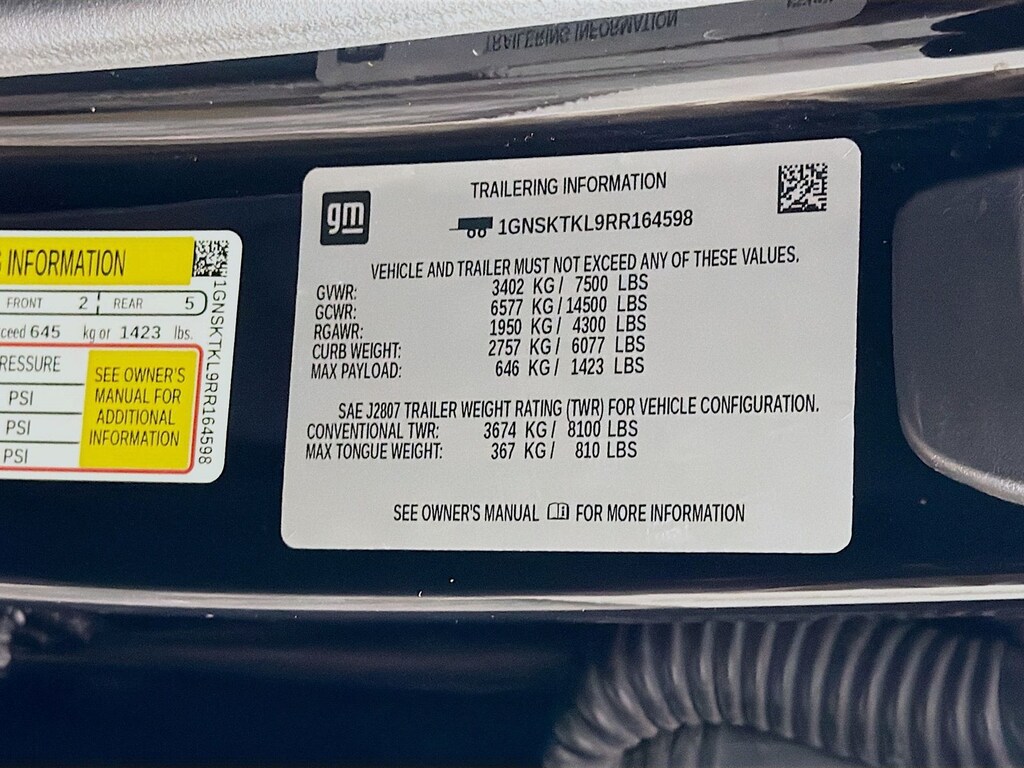 TRAILERING INFORMATION
gm
TRAILERING INFORMATION
1GNSKTKL9RR164598
VEHICLE AND TRAILER MUST NOT EXCEED ANY OF THESE VALUES.
GVWR: 3402 KG / 7500 LBS
GCWR: 6577 KG / 14500 LBS
RGAWR: 1950 KG / 4300 LBS
CURB WEIGHT: 2757 KG / 6077 LBS
MAX PAYLOAD: 646 KG / 1423 LBS
SAE J2807 TRAILER WEIGHT RATING (TWR) FOR VEHICLE CONFIGURATION.
CONVENTIONAL TWR: 3674 KG / 8100 LBS
MAX TONGUE WEIGHT: 367 KG / 810 LBS
SEE OWNER'S MANUAL FOR MORE INFORMATION
INFORMATION
FRONT 2 REAR 5
ceed 645 kg or 1423 lbs.
RESSURE
PSI
PSI
PSI
SEE OWNER'S
MANUAL FOR
ADDITIONAL
INFORMATION
1GNSKTKL9RR164598